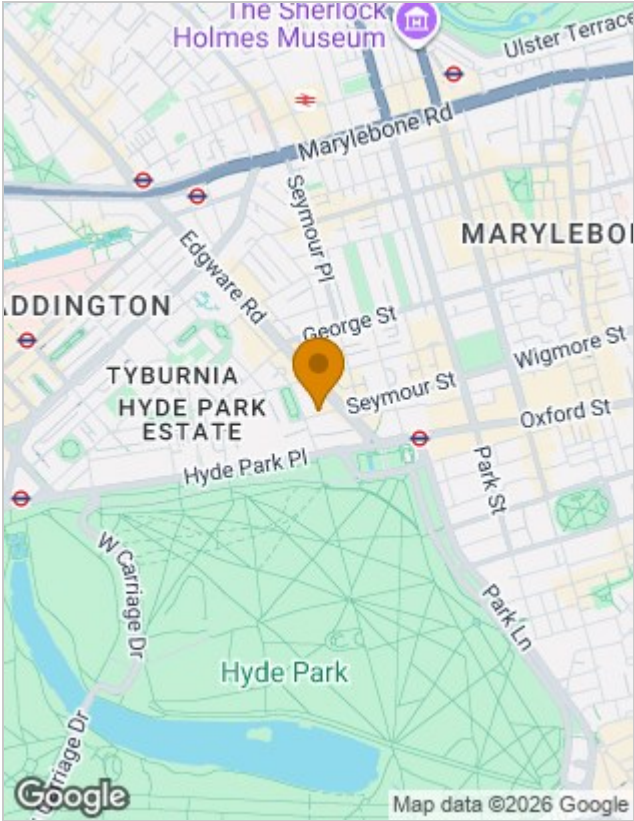 The Sherlock
Holmes Museum
Ulster Terrace
Marylebone Rd
Seymour Pl
MARYLEBO
Edgware Rd
ADDINGTON
George St
Wigmore St
TYBURNIA
HYDE PARK
ESTATE
Seymour St
Oxford St
Hyde Park Pl
Park St
W Carriage Dr
Park Ln
Hyde Park
W Carriage Dr
Google
Map data ©2026 Google